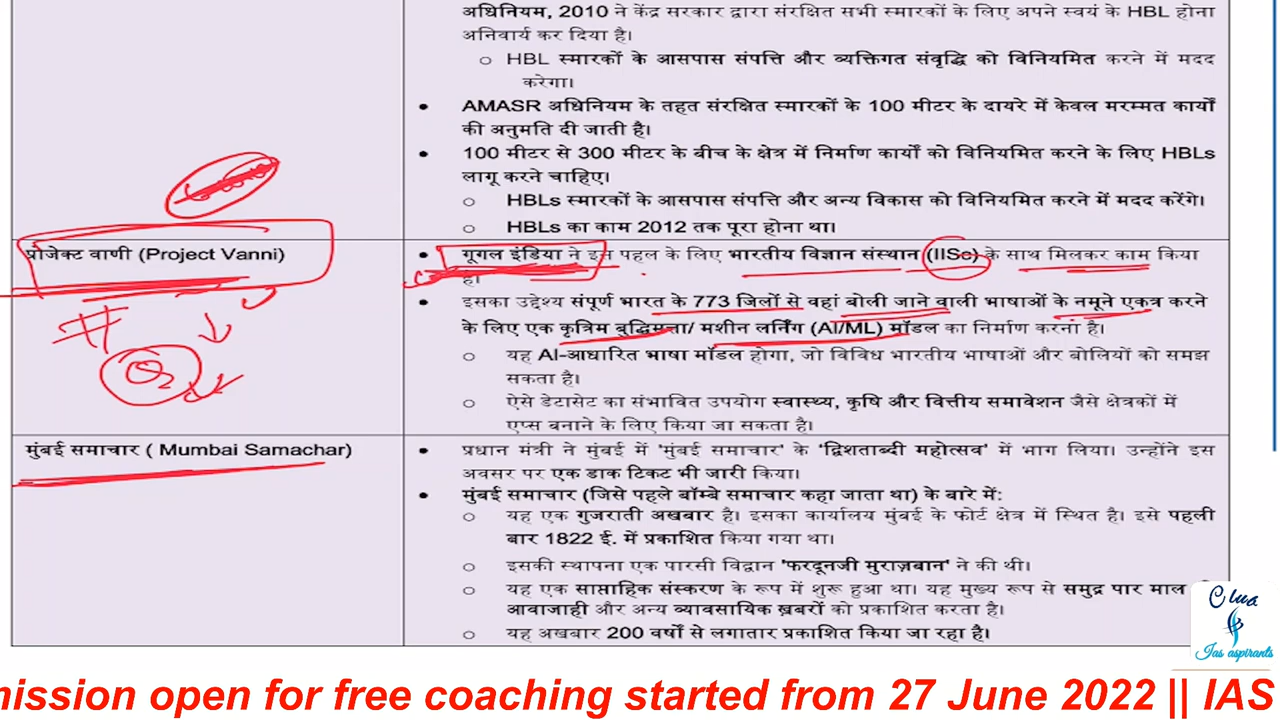 अधिनियम, 2010 ने केंद्र सरकार द्वारा संरक्षित सभी स्मारकों के लिए अपने स्वयं के HBL होना
अनिवार्य कर दिया है।
○ HBL स्मारकों के आसपास संपत्ति और व्यक्तिगत संवृद्धि को विनियमित करने में मदद
करेगा।
• AMASR अधिनियम के तहत संरक्षित स्मारकों के 100 मीटर के दायरे में केवल मरम्मत कार्यों
की अनुमति दी जाती है।
• 100 मीटर से 300 मीटर के बीच के क्षेत्र में निर्माण कार्यों को विनियमित करने के लिए HBLs
लागू करने चाहिए।
○ HBLs स्मारकों के आसपास संपत्ति और अन्य विकास को विनियमित करने में मदद करेंगे।
○ HBLs का काम 2012 तक पूरा होना था।
प्रोजेक्ट वाणी (Project Vanni)
• गूगल इंडिया ने इस पहल के लिए भारतीय विज्ञान संस्थान (IISc) के साथ मिलकर काम किया
है।
• इसका उद्देश्य संपूर्ण भारत के 773 जिलों से वहां बोली जाने वाली भाषाओं के नमूने एकत्र करने
के लिए एक कृत्रिम बुद्धिमत्ता/ मशीन लर्निंग (AI/ML) मॉडल का निर्माण करना है।
○ यह AI-आधारित भाषा मॉडल होगा, जो विविध भारतीय भाषाओं और बोलियों को समझ
सकता है।
○ ऐसे डेटासेट का संभावित उपयोग स्वास्थ्य, कृषि और वित्तीय समावेशन जैसे क्षेत्रकों में
एप्स बनाने के लिए किया जा सकता है।
मुंबई समाचार ( Mumbai Samachar)
• प्रधान मंत्री ने मुंबई में 'मुंबई समाचार' के 'द्विशताब्दी महोत्सव' में भाग लिया। उन्होंने इस
अवसर पर एक डाक टिकट भी जारी किया।
• मुंबई समाचार (जिसे पहले बॉम्बे समाचार कहा जाता था) के बारे में:
○ यह एक गुजराती अखबार है। इसका कार्यालय मुंबई के फोर्ट क्षेत्र में स्थित है। इसे पहली
बार 1822 ई. में प्रकाशित किया गया था।
○ इसकी स्थापना एक पारसी विद्वान 'फरदूनजी मुराज़बान' ने की थी।
○ यह एक साप्ताहिक संस्करण के रूप में शुरू हुआ था। यह मुख्य रूप से समुद्र पार माल
आवाजाही और अन्य व्यावसायिक ख़बरों को प्रकाशित करता है।
○ यह अखबार 200 वर्षों से लगातार प्रकाशित किया जा रहा है।
Ias aspirants
mission open for free coaching started from 27 June 2022 || IAS